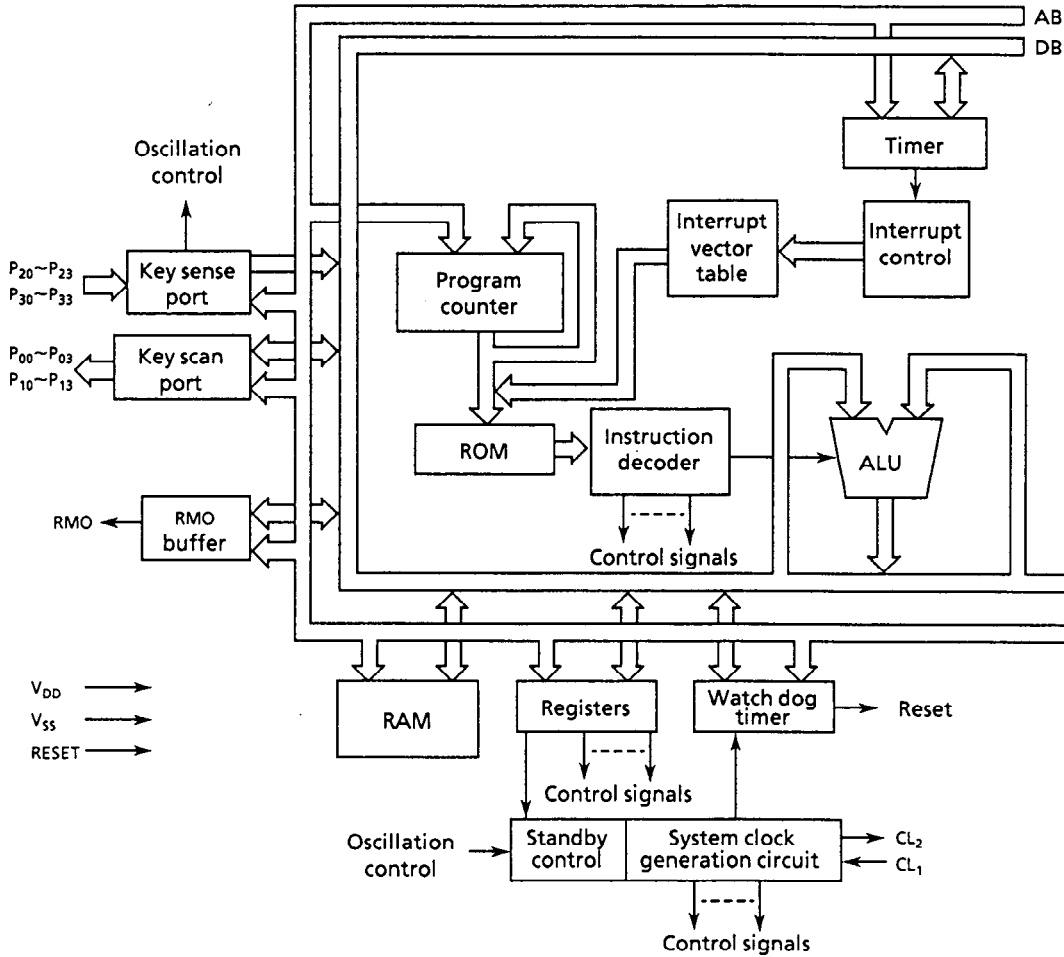 AB
DB
Timer
Oscillation
control
Interrupt
vector
table
Interrupt
control
P₂₀~P₂₃
P₃₀~P₃₃
Key sense
port
Program
counter
P₀₀~P₀₃
P₁₀~P₁₃
Key scan
port
ROM
Instruction
decoder
ALU
RMO
RMO
buffer
Control signals
V_DD
V_SS
RESET
RAM
Registers
Watch dog
timer
Reset
Control signals
Oscillation
control
Standby
control
System clock
generation circuit
CL₂
CL₁
Control signals